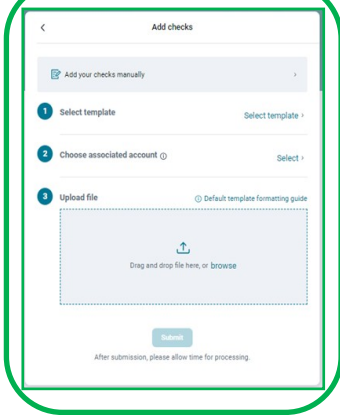 Add checks
Add your checks manually
1 Select template Select template
2 Choose associated account Select
3 Upload file Default template formatting guide
Drag and drop file here, or browse
Submit
After submission, please allow time for processing.